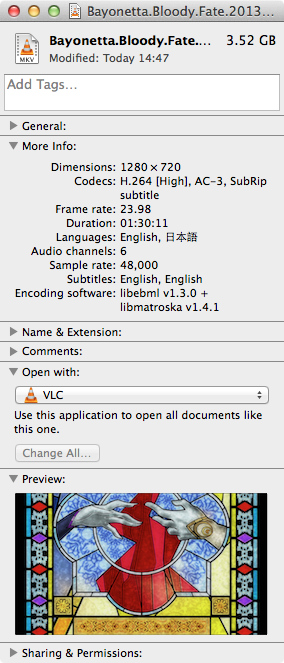 Bayonetta.Bloody.Fate.2013...
MKV
Bayonetta.Bloody.Fate.... 3.52 GB
Modified: Today 14:47
Add Tags...
General:
More Info:
Dimensions: 1280 × 720
Codecs: H.264 [High], AC-3, SubRip
subtitle
Frame rate: 23.98
Duration: 01:30:11
Languages: English, 日本語
Audio channels: 6
Sample rate: 48,000
Subtitles: English, English
Encoding software: libebml v1.3.0 +
libmatroska v1.4.1
Name & Extension:
Comments:
Open with:
VLC
Use this application to open all documents like
this one.
Change All...
Preview:
Sharing & Permissions: